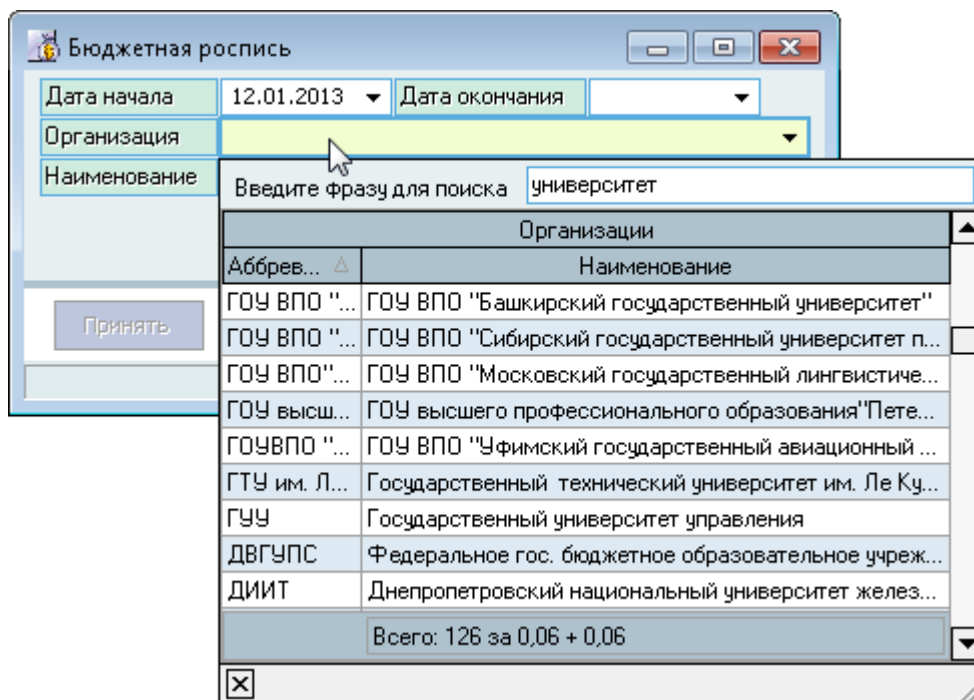 Бюджетная роспись
Дата начала 12.01.2013 Дата окончания
Организация
Наименование
Введите фразу для поиска университет
Организации
Аббрев... Наименование
ГОУ ВПО "... ГОУ ВПО "Башкирский государственный университет"
ГОУ ВПО "... ГОУ ВПО "Сибирский государственный университет п...
ГОУ ВПО"... ГОУ ВПО "Московский государственный лингвистиче...
ГОУ высш... ГОУ высшего профессионального образования"Пете...
ГОУВПО "... ГОУ ВПО "Уфимский государственный авиационный ...
ГТУ им. Л... Государственный технический университет им. Ле Ку...
ГУУ Государственный университет управления
ДВГУПС Федеральное гос. бюджетное образовательное учреж...
ДИИТ Днепропетровский национальный университет желез...
Принять
Всего: 126 за 0,06 + 0,06